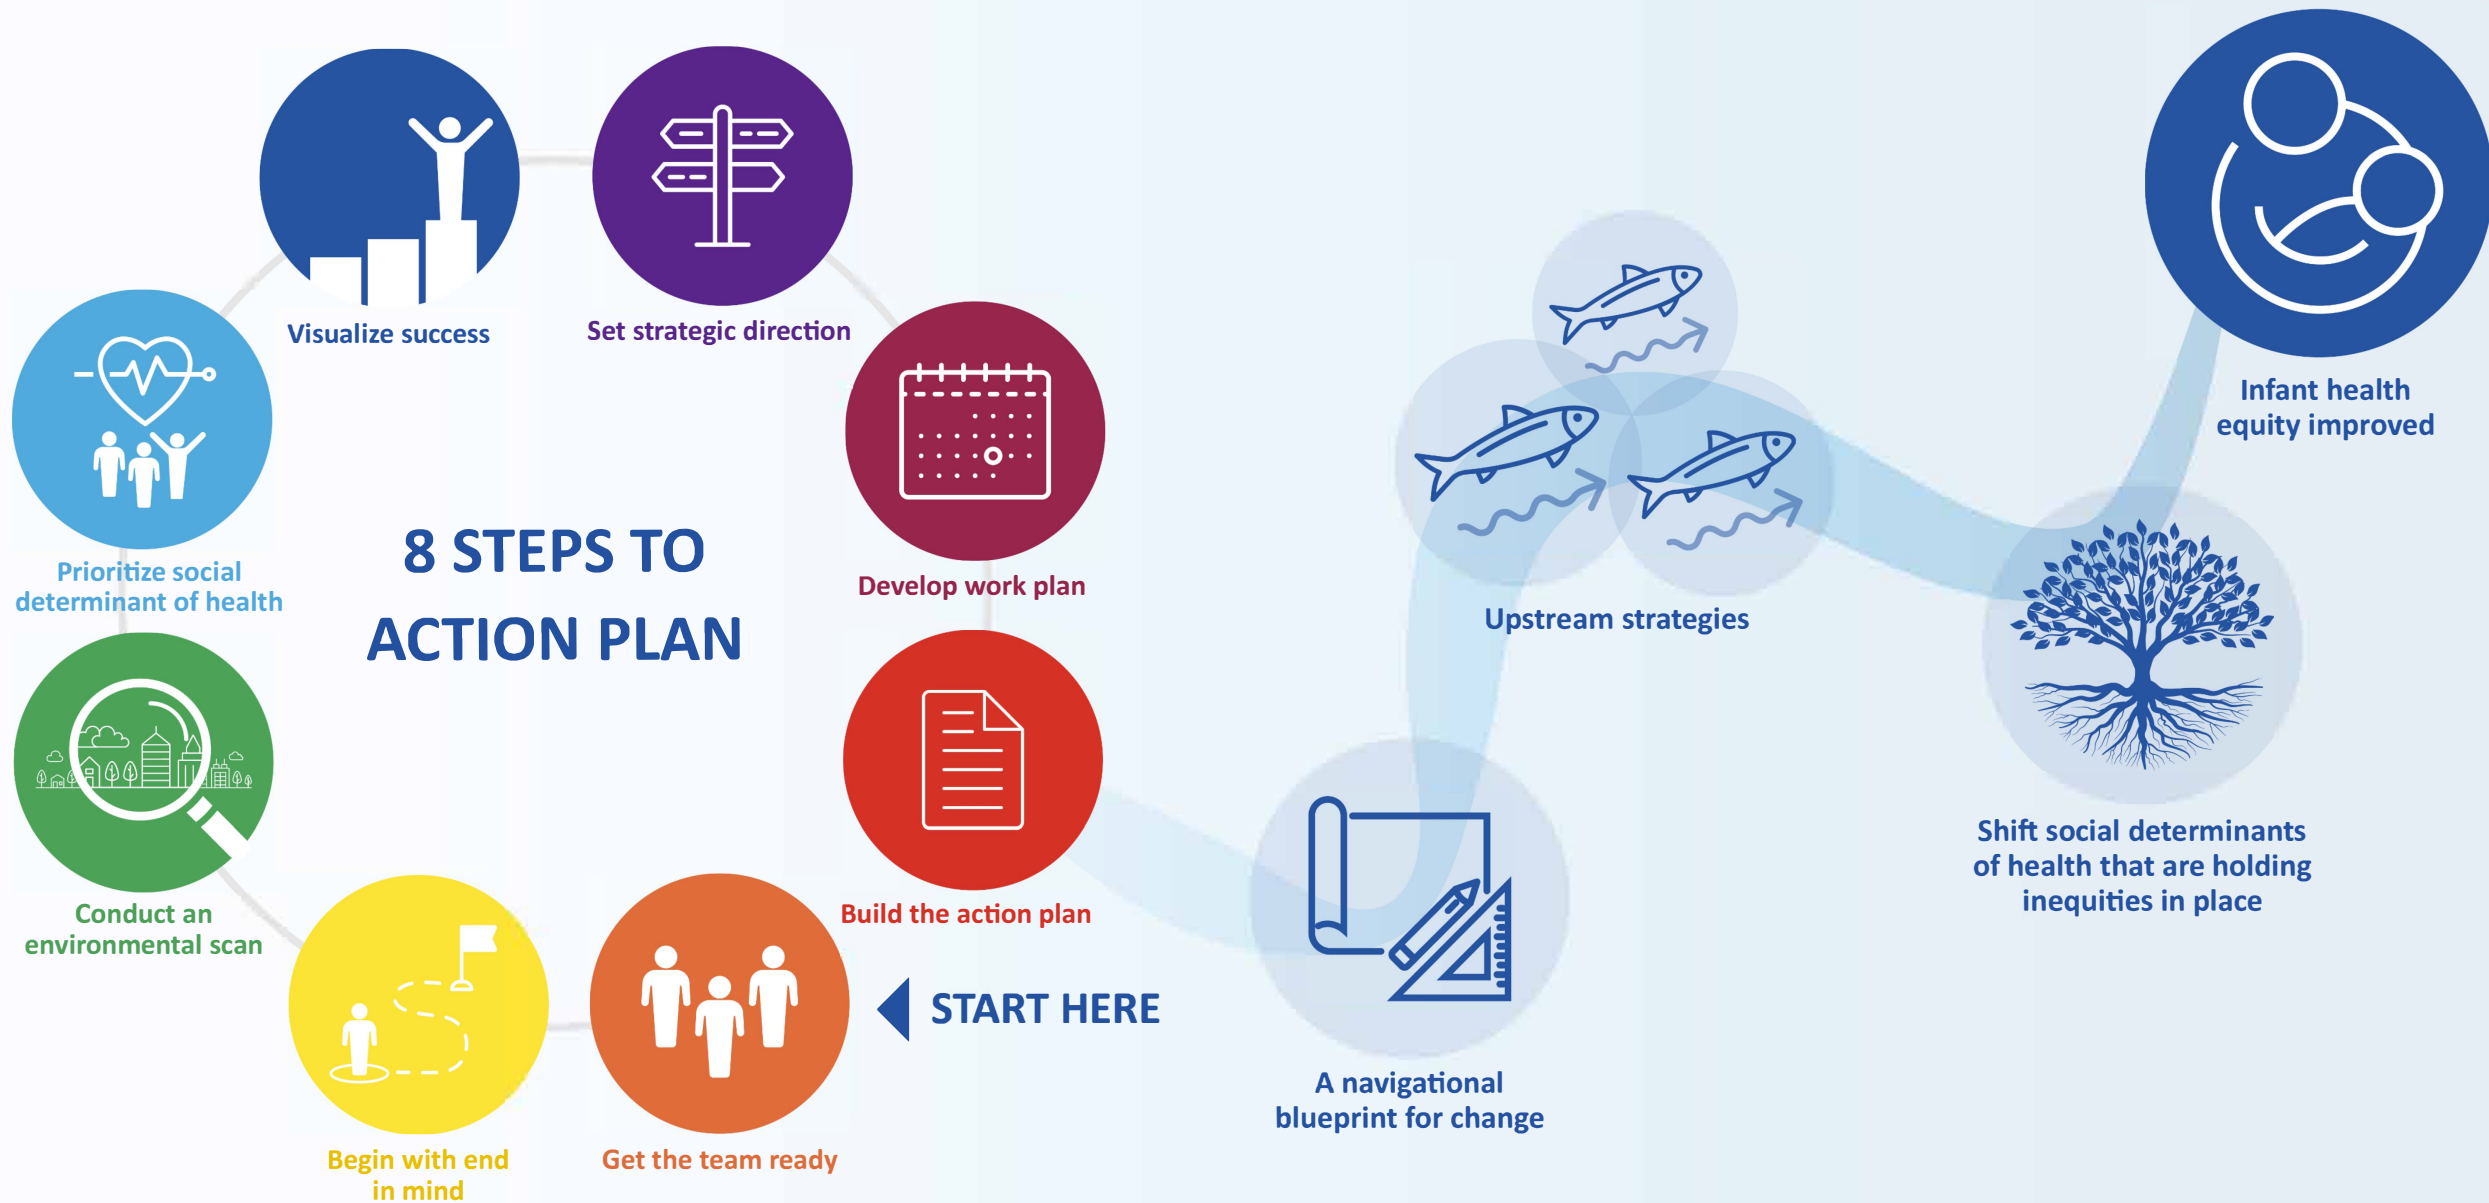 Visualize success
Set strategic direction
Prioritize social
determinant of health
8 STEPS TO
ACTION PLAN
Develop work plan
Conduct an
environmental scan
Build the action plan
START HERE
Begin with end
in mind
Get the team ready
A navigational
blueprint for change
Upstream strategies
Shift social determinants
of health that are holding
inequities in place
Infant health
equity improved